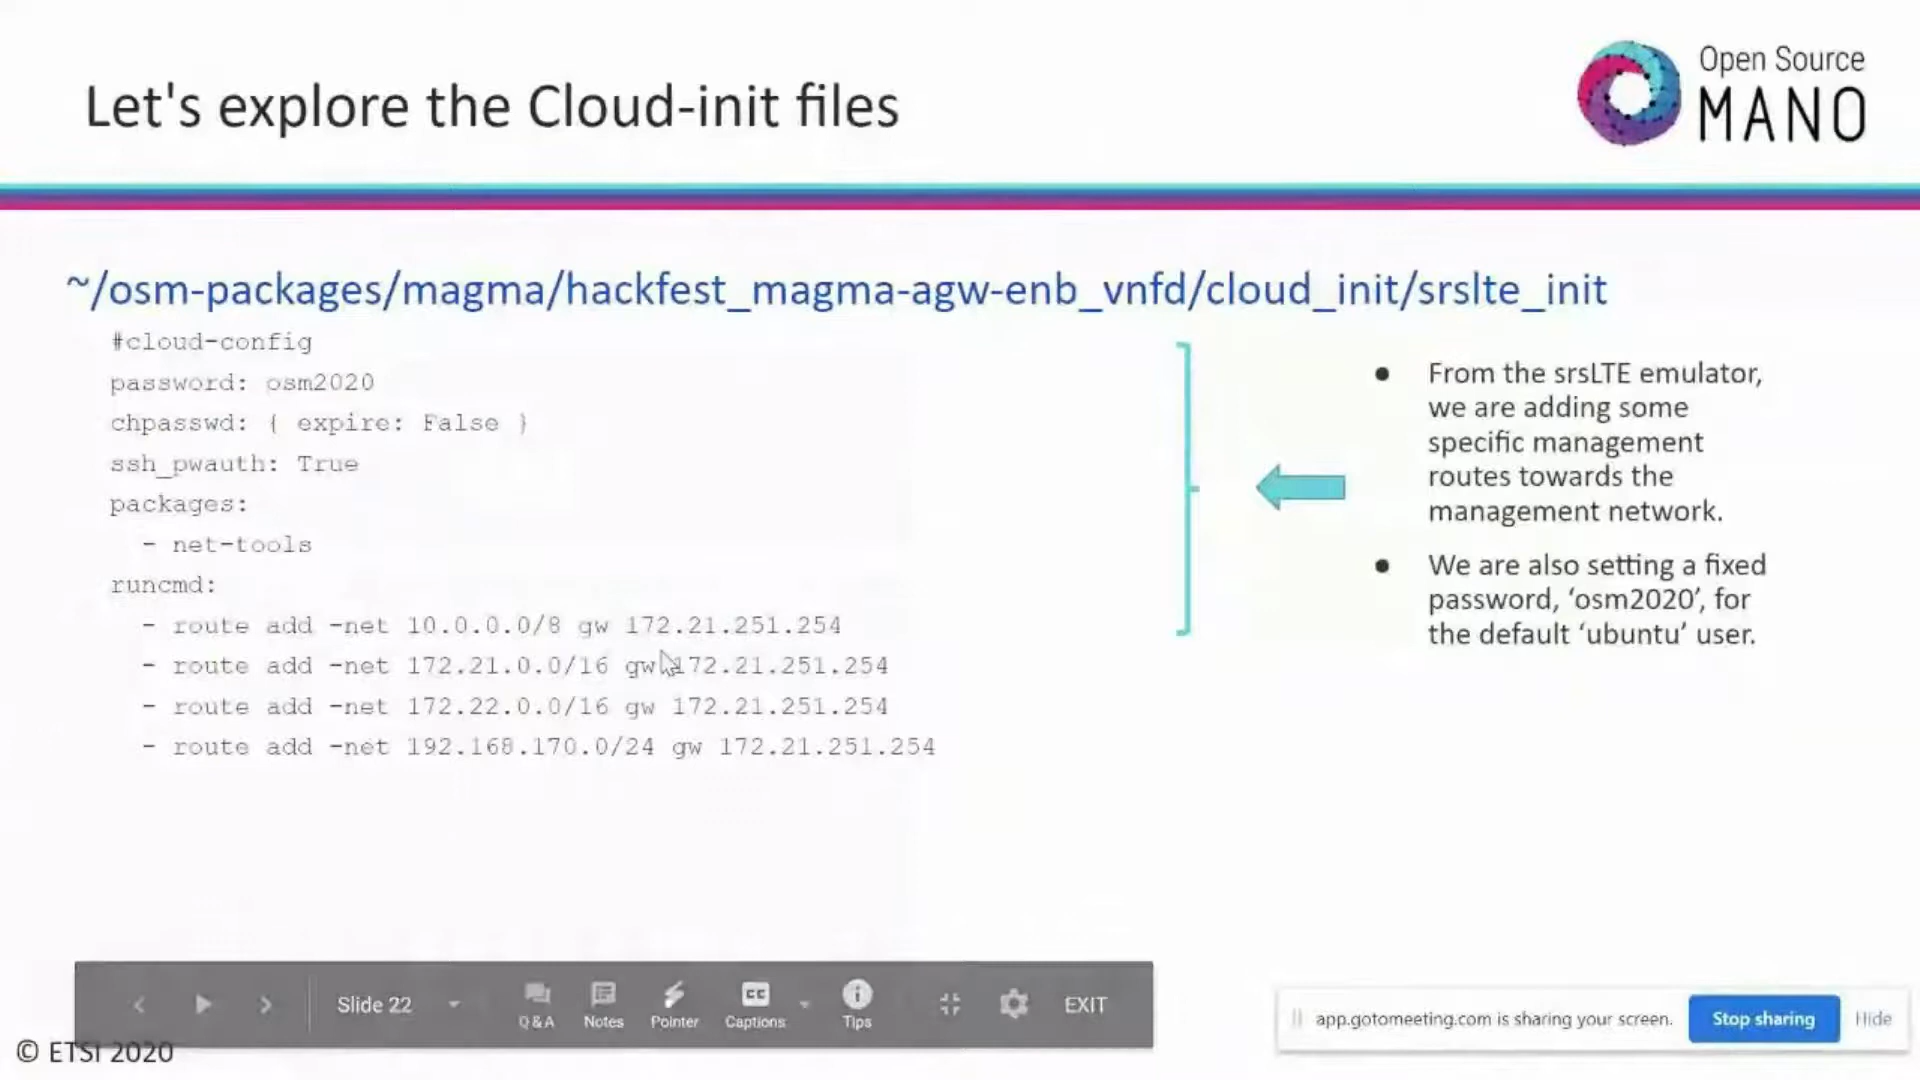 Let's explore the Cloud-init files
Open Source
MANO
~/osm-packages/magma/hackfest_magma-agw-enb_vnfd/cloud_init/srslte_init
#cloud-config
password: osm2020
chpasswd: { expire: False }
ssh_pwauth: True
packages:
- net-tools
runcmd:
- route add -net 10.0.0.0/8 gw 172.21.251.254
- route add -net 172.21.0.0/16 gw 172.21.251.254
- route add -net 172.22.0.0/16 gw 172.21.251.254
- route add -net 192.168.170.0/24 gw 172.21.251.254
● From the srsLTE emulator,
we are adding some
specific management
routes towards the
management network.
● We are also setting a fixed
password, ‘osm2020’, for
the default ‘ubuntu’ user.
Slide 22
Q&A
Notes
Pointer
CC
Captions
Tips
EXIT
app.gotomeeting.com is sharing your screen.
Stop sharing
Hide
© ETSI 2020